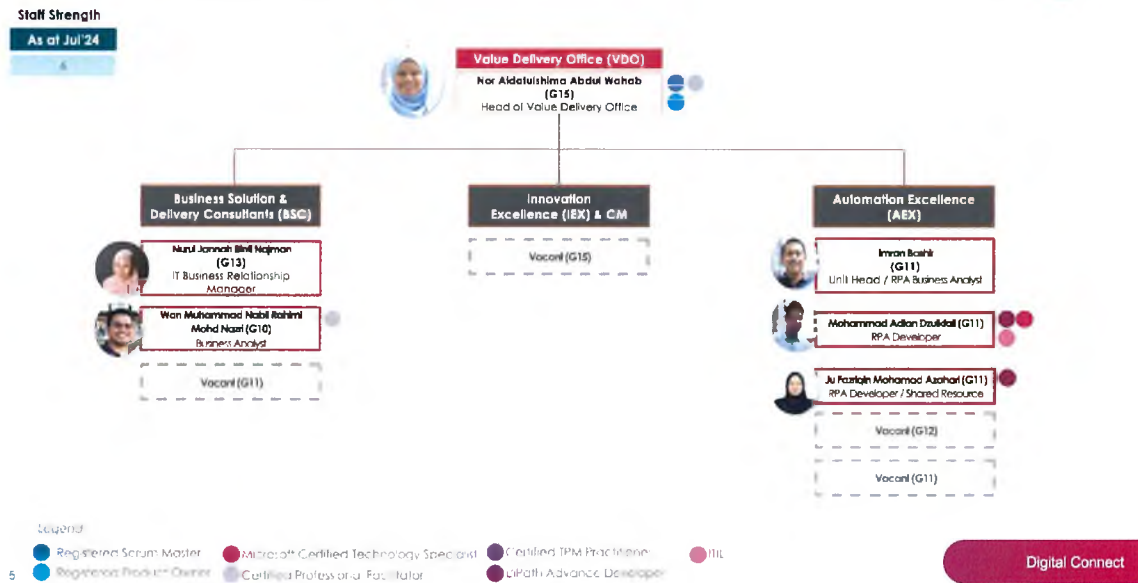 Staff Strength
As at Jul'24
6
Value Delivery Office (VDO)
Nor Aidatulshima Abdul Wahab
(G15)
Head of Value Delivery Office
Business Solution &
Delivery Consultants (BSC)
Innovation
Excellence (IEX) & CM
Automation Excellence
(AEX)
Nurul Jannah Binti Najman
(G13)
IT Business Relationship
Manager
Wan Muhammad Nabil Rahimi
Mohd Nazri (G10)
Business Analyst
Vacant (G11)
Vacant (G15)
Imran Bashir
(G11)
Unit Head / RPA Business Analyst
Mohammad Adlan Dzulkifli (G11)
RPA Developer
Ju Fazriqin Mohamad Azahari (G11)
RPA Developer / Shared Resource
Vacant (G12)
Vacant (G11)
Legend:
Registered Scrum Master
Microsoft Certified Technology Specialist
Certified TPM Practitioner
ITIL
Registered Product Owner
Certified Professional Facilitator
UiPath Advance Developer
5
Digital Connect